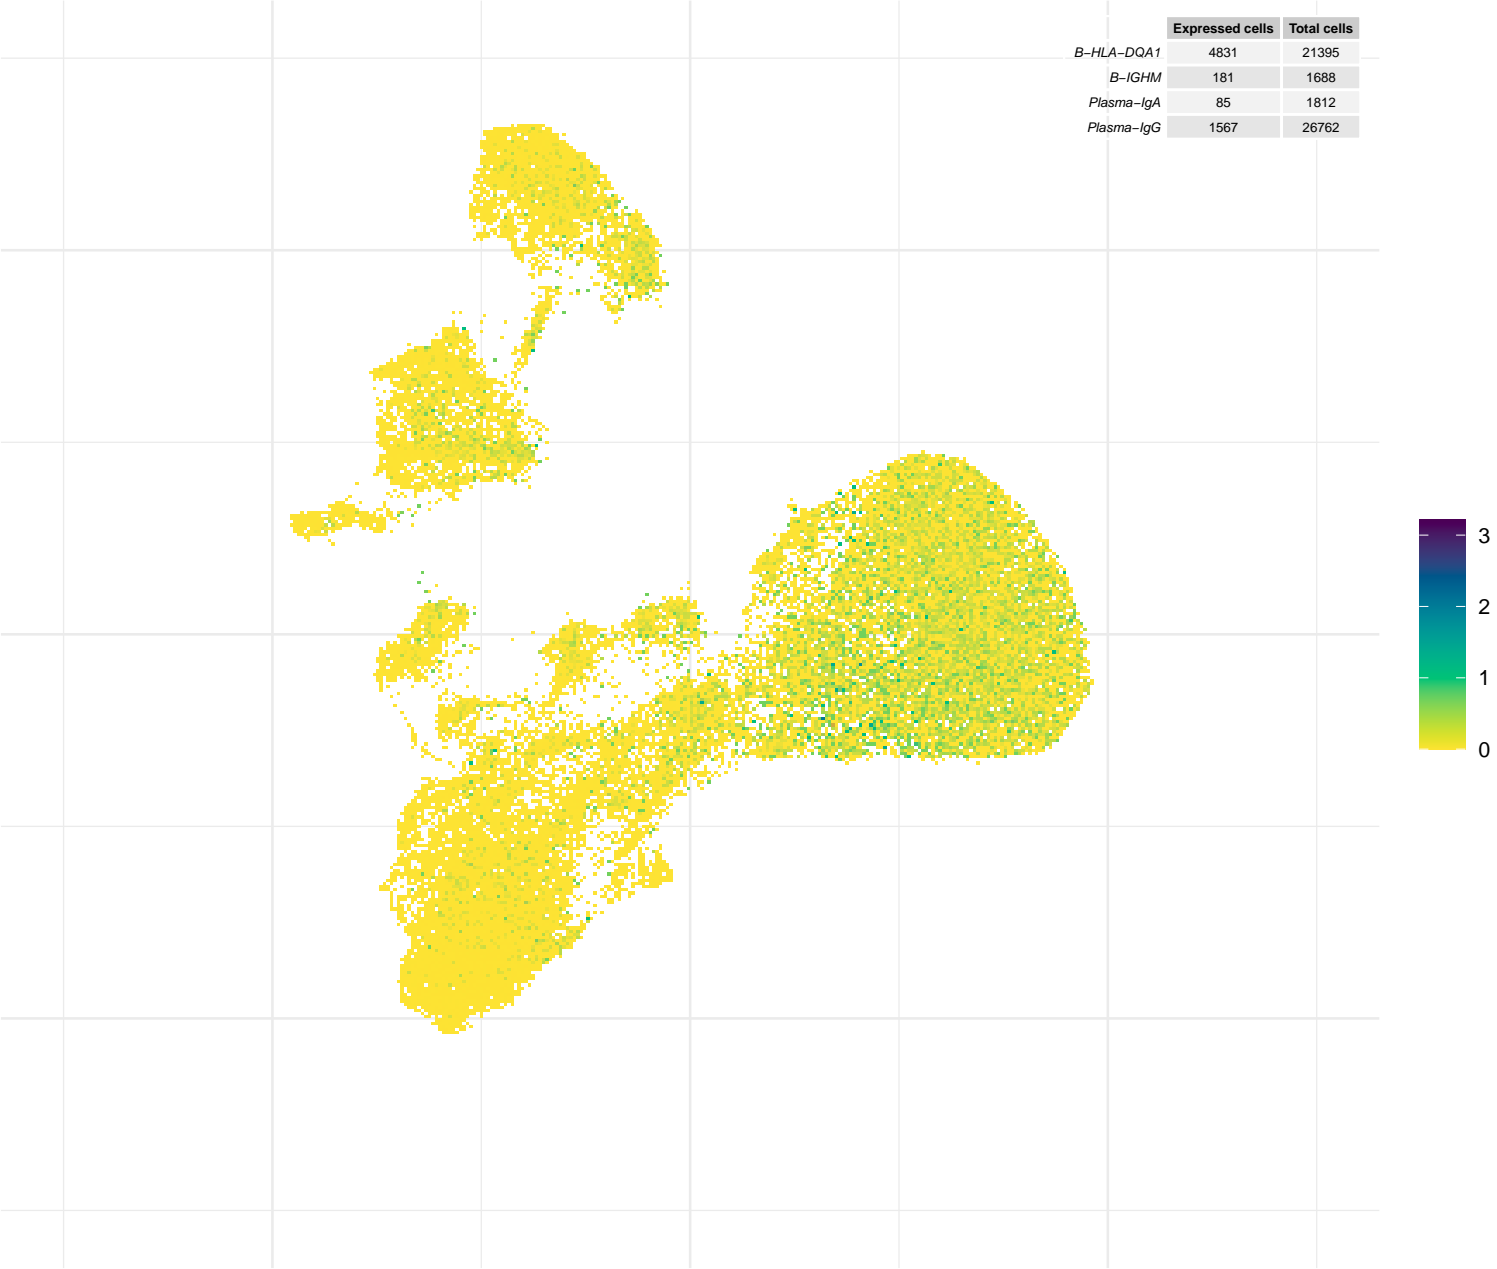 Expressed cells Total cells
B−HLA−DQA1 4831 21395
B−IGHM 181 1688
Plasma−IgA 85 1812
Plasma−IgG 1567 26762
3
2
1
0